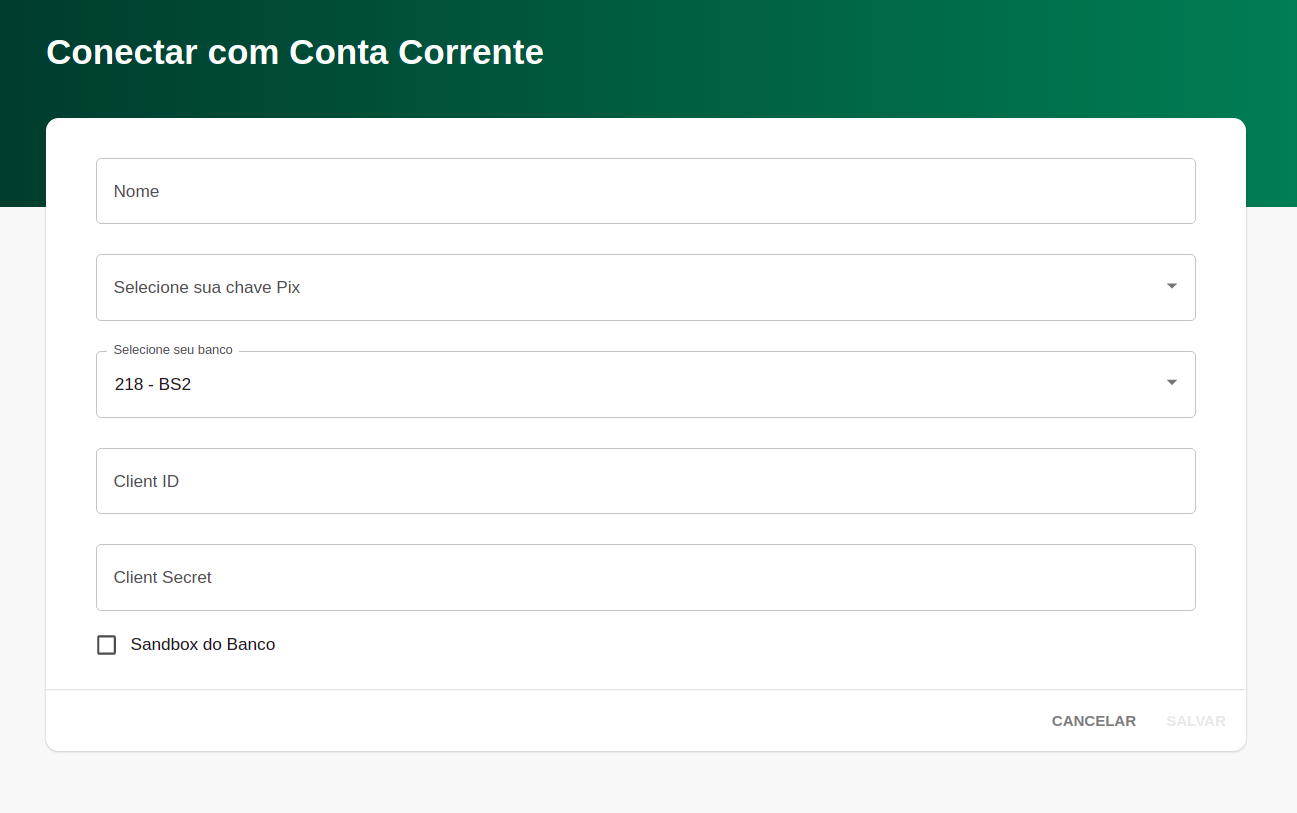 Conectar com Conta Corrente
Nome
Selecione sua chave Pix
Selecione seu banco
218 - BS2
Client ID
Client Secret
Sandbox do Banco
CANCELAR SALVAR